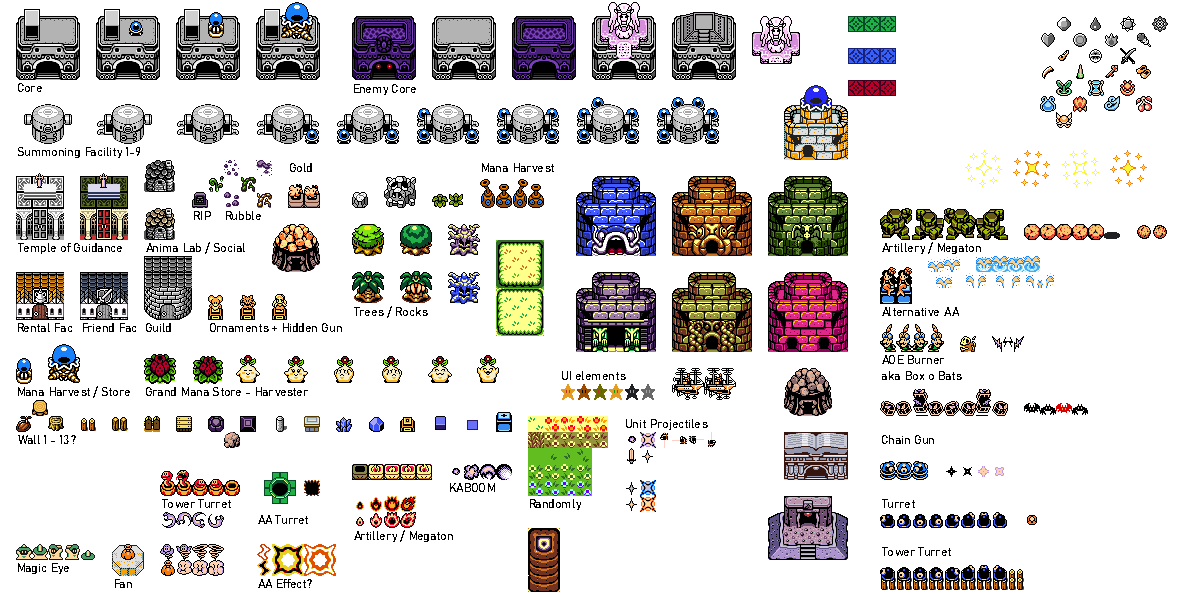 Core
Enemy Core
Summoning Facility 1-9
Gold
Mana Harvest
RIP
Rubble
Temple of Guidance
Anima Lab / Social
Artillery / Megaton
Trees / Rocks
Alternative AA
Rental Fac
Friend Fac
Guild
Ornaments + Hidden Gun
AOE Burner
aka Box o Bats
UI elements
Mana Harvest / Store
Grand Mana Store - Harvester
Unit Projectiles
Wall 1 - 13?
Chain Gun
KABOOM
Tower Turret
Randomly
Turret
AA Turret
Artillery / Megaton
Tower Turret
Magic Eye
Fan
AA Effect?